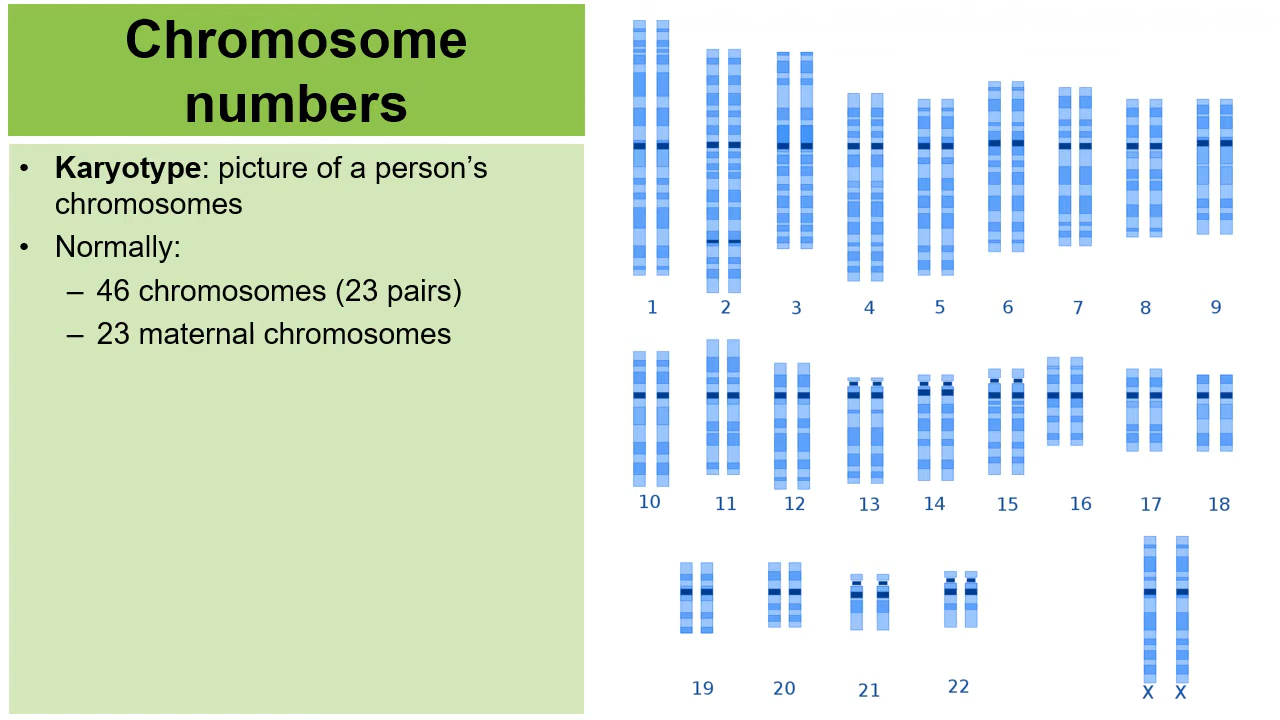 Chromosome
numbers
• Karyotype: picture of a person’s
chromosomes
• Normally:
– 46 chromosomes (23 pairs)
– 23 maternal chromosomes
1 2 3 4 5 6 7 8 9
10 11 12 13 14 15 16 17 18
19 20 21 22 X X